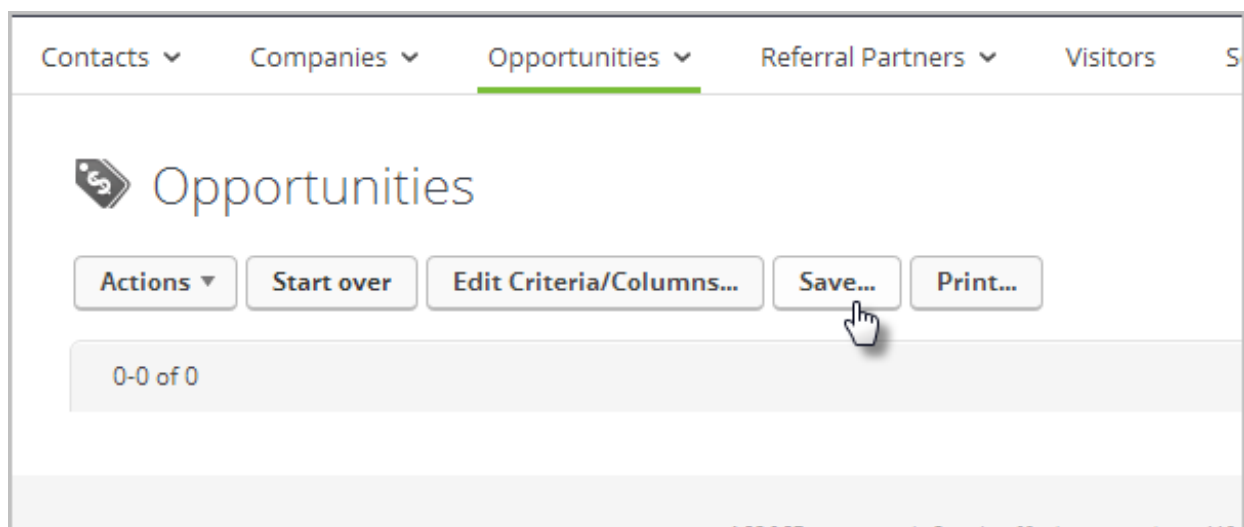 Contacts Companies Opportunities Referral Partners Visitors
Opportunities
Actions Start over Edit Criteria/Columns... Save... Print...
0-0 of 0